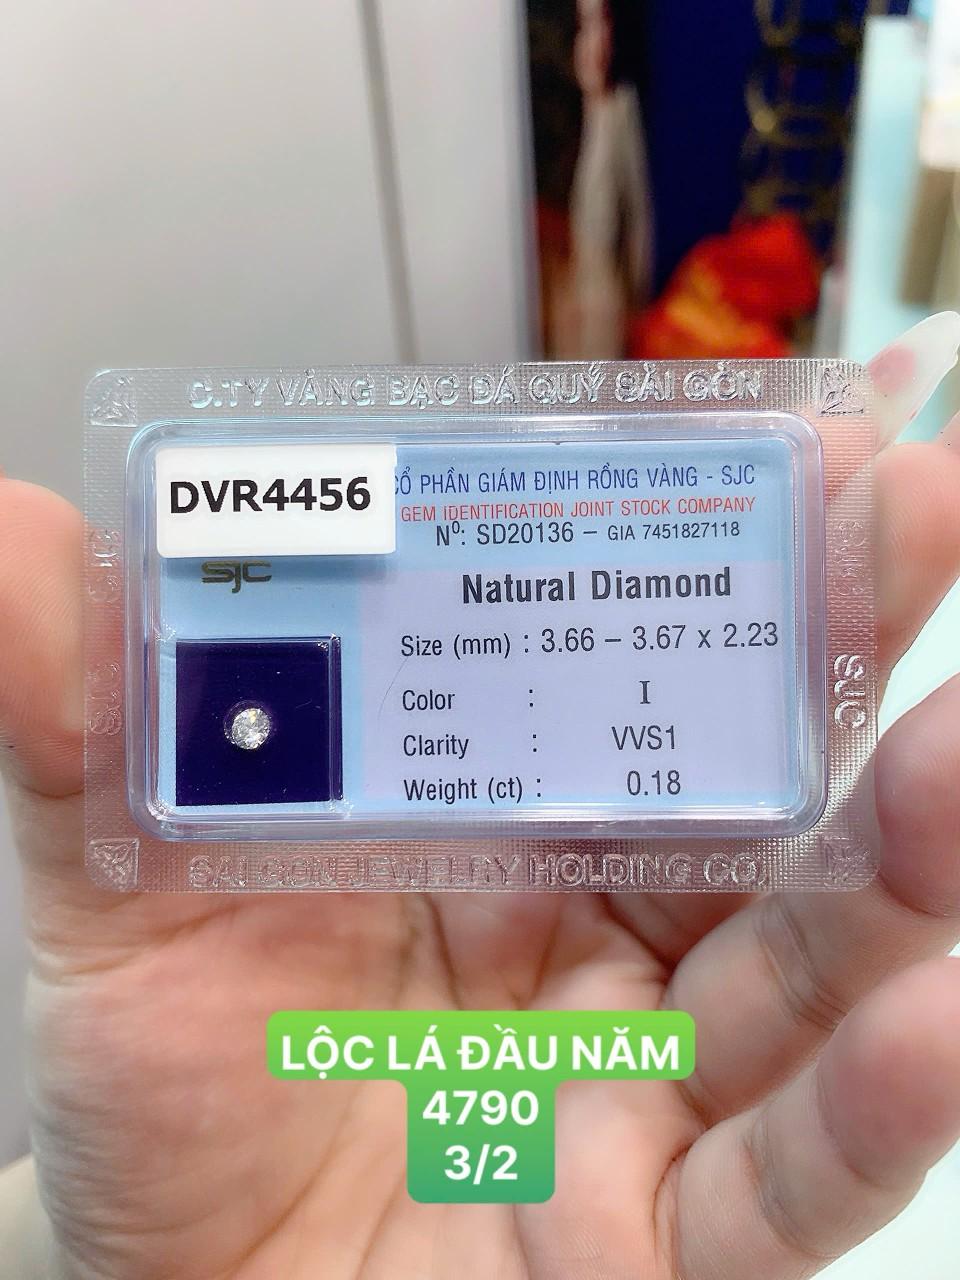 C.TY VÀNG BẠC ĐÁ QUÝ SÀI GÒN
DVR4456
CỔ PHẦN GIÁM ĐỊNH RỒNG VÀNG - SJC
GEM IDENTIFICATION JOINT STOCK COMPANY
Nº: SD20136 – GIA 7451827118
SJC
Natural Diamond
Size (mm) : 3.66 – 3.67 x 2.23
Color : I
Clarity : VVS1
Weight (ct) : 0.18
SJC
SJC
SJC
SJC
SAI GON JEWELRY HOLDING CO.
LỘC LÁ ĐẦU NĂM
4790
3/2